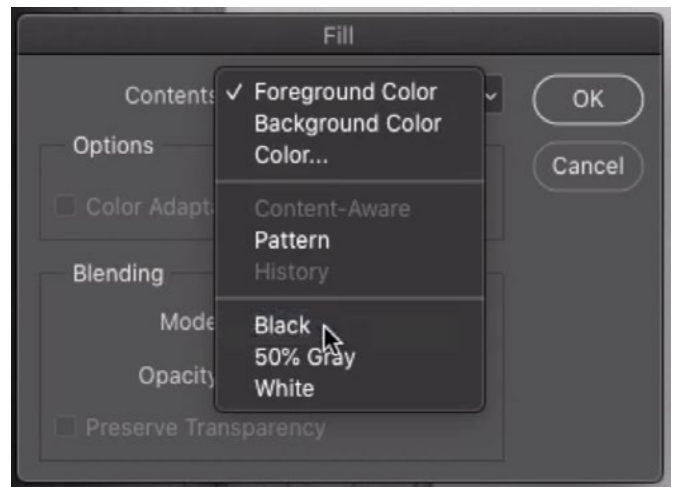 Fill
Contents ✓ Foreground Color
Background Color
Color...
OK
Options
Cancel
Color Adapt
Content-Aware
Pattern
History
Blending
Mode
Black
50% Gray
Opacity
White
Preserve Transparency